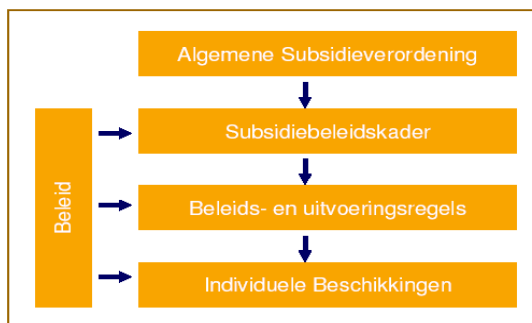 Algemene Subsidieverordening
Subsidiebeleidskader
Beleid
Beleids- en uitvoeringsregels
Individuele Beschikkingen